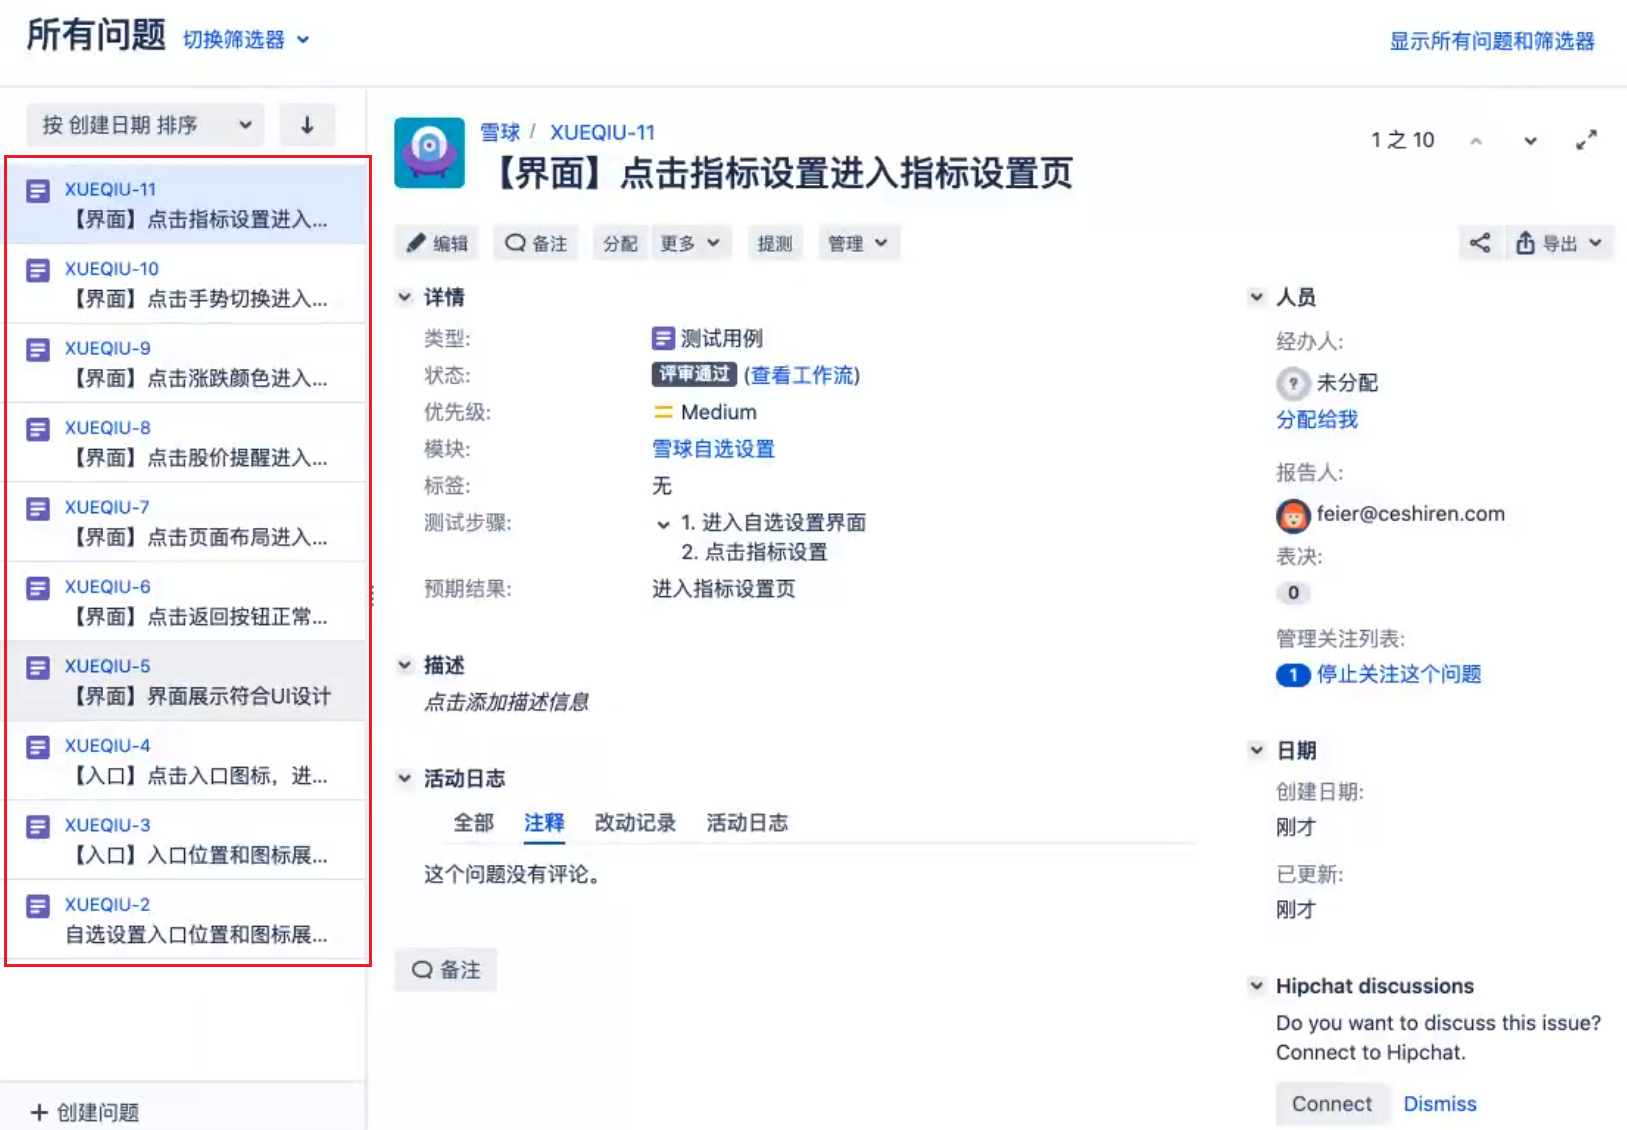 所有问题 切换筛选器
显示所有问题和筛选器
按 创建日期 排序
XUEQIU-11
【界面】点击指标设置进入...
XUEQIU-10
【界面】点击手势切换进入...
XUEQIU-9
【界面】点击涨跌颜色进入...
XUEQIU-8
【界面】点击股价提醒进入...
XUEQIU-7
【界面】点击页面布局进入...
XUEQIU-6
【界面】点击返回按钮正常...
XUEQIU-5
【界面】界面展示符合UI设计
XUEQIU-4
【入口】点击入口图标，进...
XUEQIU-3
【入口】入口位置和图标展...
XUEQIU-2
自选设置入口位置和图标展...
+ 创建问题
雪球 / XUEQIU-11
【界面】点击指标设置进入指标设置页
1 之 10
编辑 备注 分配 更多 提测 管理
导出
详情
类型: 测试用例
状态: 评审通过 (查看工作流)
优先级: Medium
模块: 雪球自选设置
标签: 无
测试步骤: 1. 进入自选设置界面
2. 点击指标设置
预期结果: 进入指标设置页
描述
点击添加描述信息
活动日志
全部 注释 改动记录 活动日志
这个问题没有评论。
备注
人员
经办人:
? 未分配
分配给我
报告人:
feier@ceshiren.com
表决:
0
管理关注列表:
1 停止关注这个问题
日期
创建日期:
刚才
已更新:
刚才
Hipchat discussions
Do you want to discuss this issue?
Connect to Hipchat.
Connect Dismiss